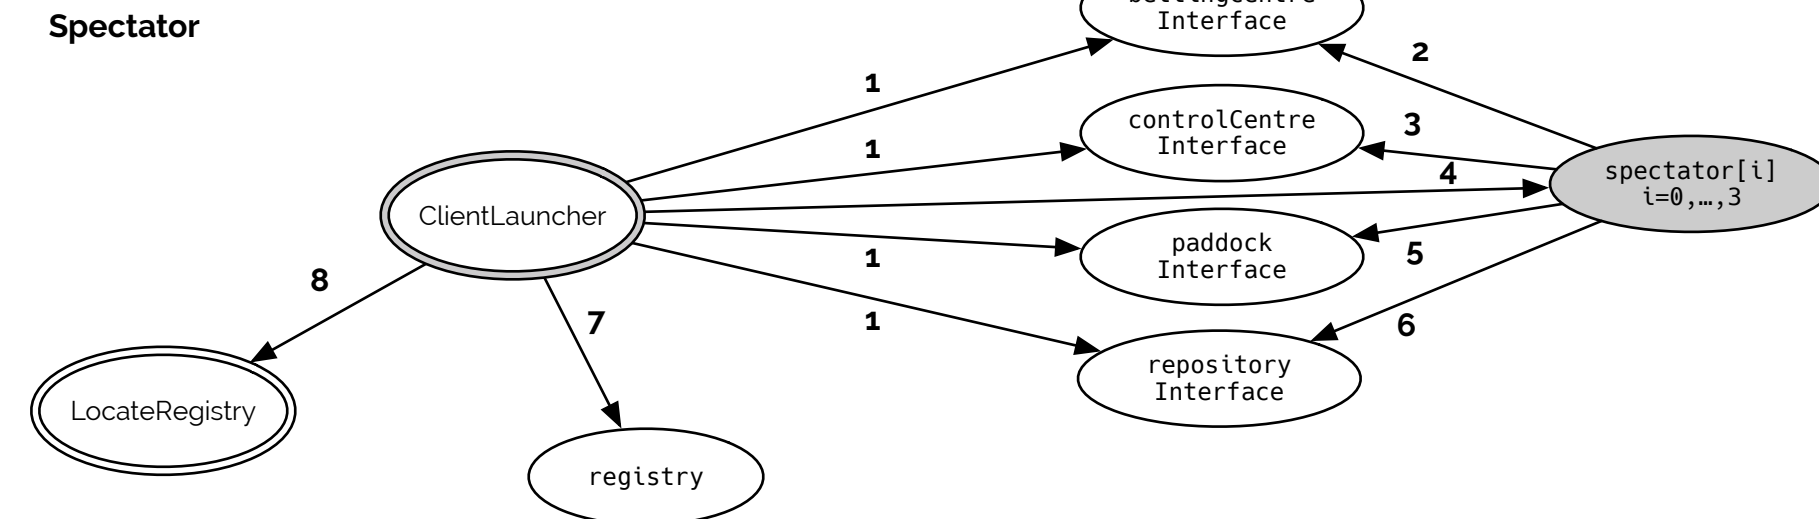 Spectator
Interface
2
1
controlCentre
Interface
3
1
4
spectator[i]
i=0,…,3
ClientLauncher
paddock
Interface
5
1
8
7
1
6
repository
Interface
LocateRegistry
registry